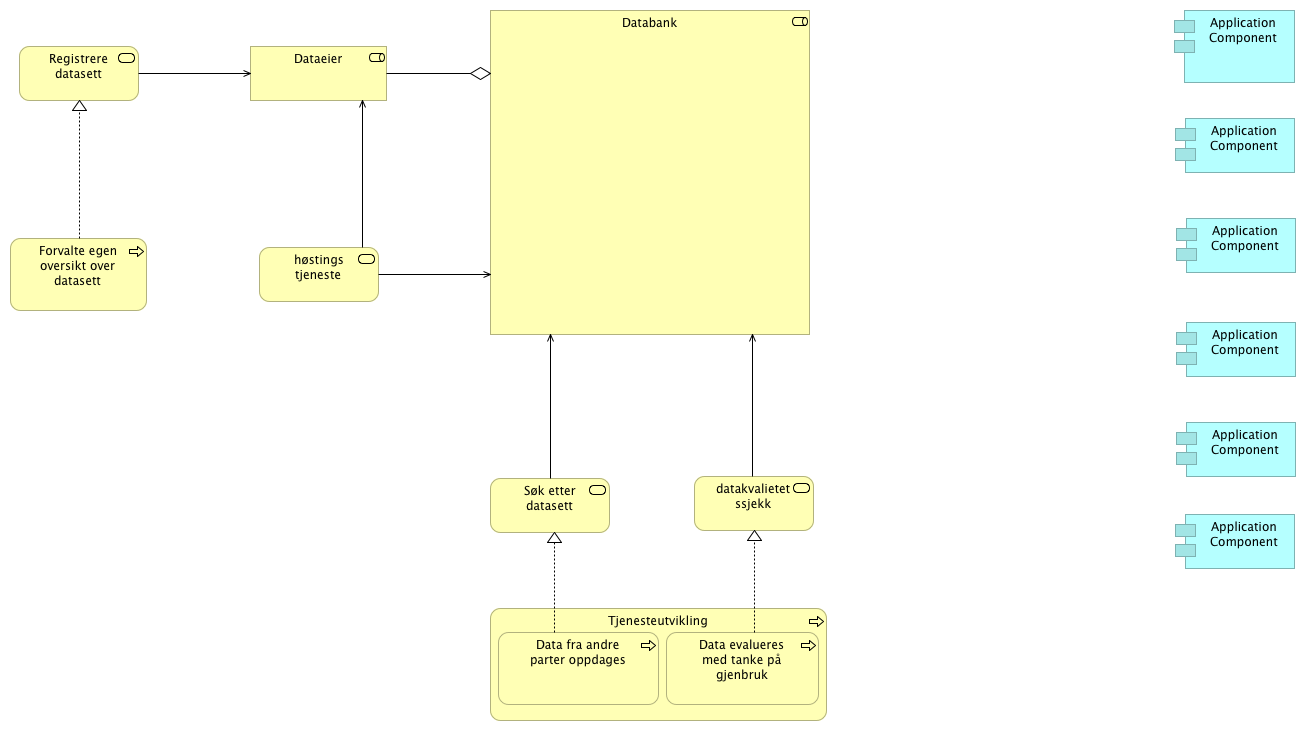 Databank
Registrere
datasett
Dataeier
Forvalte egen
oversikt over
datasett
høstings
tjeneste
Søk etter
datasett
datakvalietet
ssjekk
Tjenesteutvikling
Data fra andre
parter oppdages
Data evalueres
med tanke på
gjenbruk
Application
Component
Application
Component
Application
Component
Application
Component
Application
Component
Application
Component